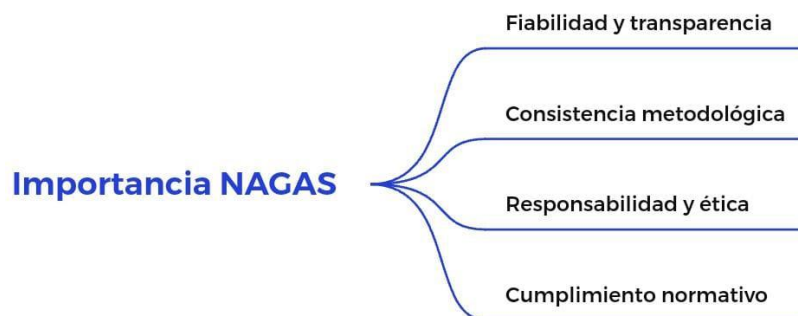 Importancia NAGAS
Fiabilidad y transparencia
Consistencia metodológica
Responsabilidad y ética
Cumplimiento normativo